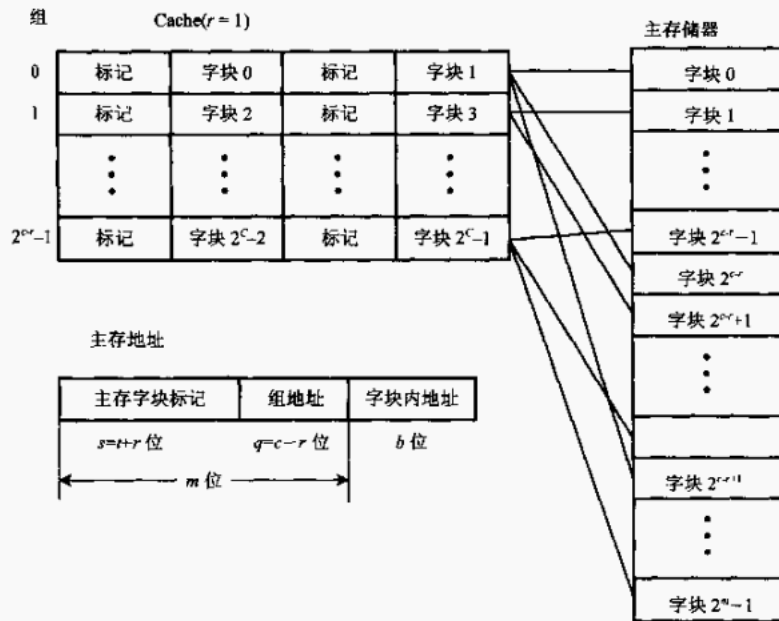 组 Cache(r = 1)
主存储器
0 标记 字块 0 标记 字块 1
字块 0
1 标记 字块 2 标记 字块 3
字块 1
2^{c-r}-1 标记 字块 2^C-2 标记 字块 2^C-1
字块 2^{c-r}-1
字块 2^{c-r}
字块 2^{c-r}+1
主存地址
主存字块标记 组地址 字块内地址
s=t+r 位 q=c-r 位 b 位
m 位
字块 2^{c-r+1}
字块 2^m-1